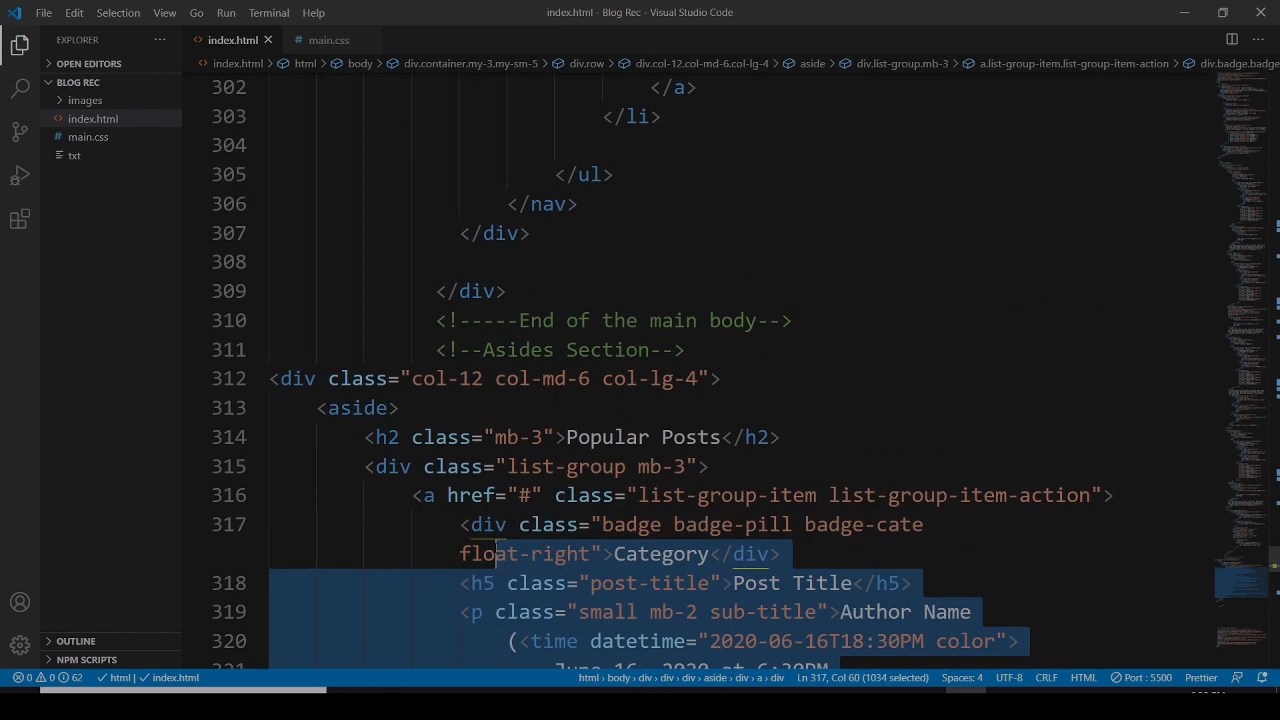 File Edit Selection View Go Run Terminal Help index.html - Blog Rec - Visual Studio Code
EXPLORER ···
OPEN EDITORS
BLOG REC
images
<> index.html
# main.css
txt
OUTLINE
NPM SCRIPTS
<> index.html × # main.css
<> index.html > html > body > div.container.my-3.my-sm-5 > div.row > div.col-12.col-md-6.col-lg-4 > aside > div.list-group.mb-3 > a.list-group-item.list-group-item-action > div.badge.badge
302 </a>
303 </li>
304
305 </ul>
306 </nav>
307 </div>
308
309 </div>
310 <!-----End of the main body-->
311 <!--Asides Section-->
312 <div class="col-12 col-md-6 col-lg-4">
313 <aside>
314 <h2 class="mb-3">Popular Posts</h2>
315 <div class="list-group mb-3">
316 <a href="#" class="list-group-item list-group-item-action">
317 <div class="badge badge-pill badge-cate
float-right">Category</div>
318 <h5 class="post-title">Post Title</h5>
319 <p class="small mb-2 sub-title">Author Name
320 (<time datetime="2020-06-16T18:30PM color">
321 June 16, 2020 at 6:30PM
0 0 62 html | index.html html > body > div > div > aside > div > a > div Ln 317, Col 60 (1034 selected) Spaces: 4 UTF-8 CRLF HTML Port : 5500 Prettier